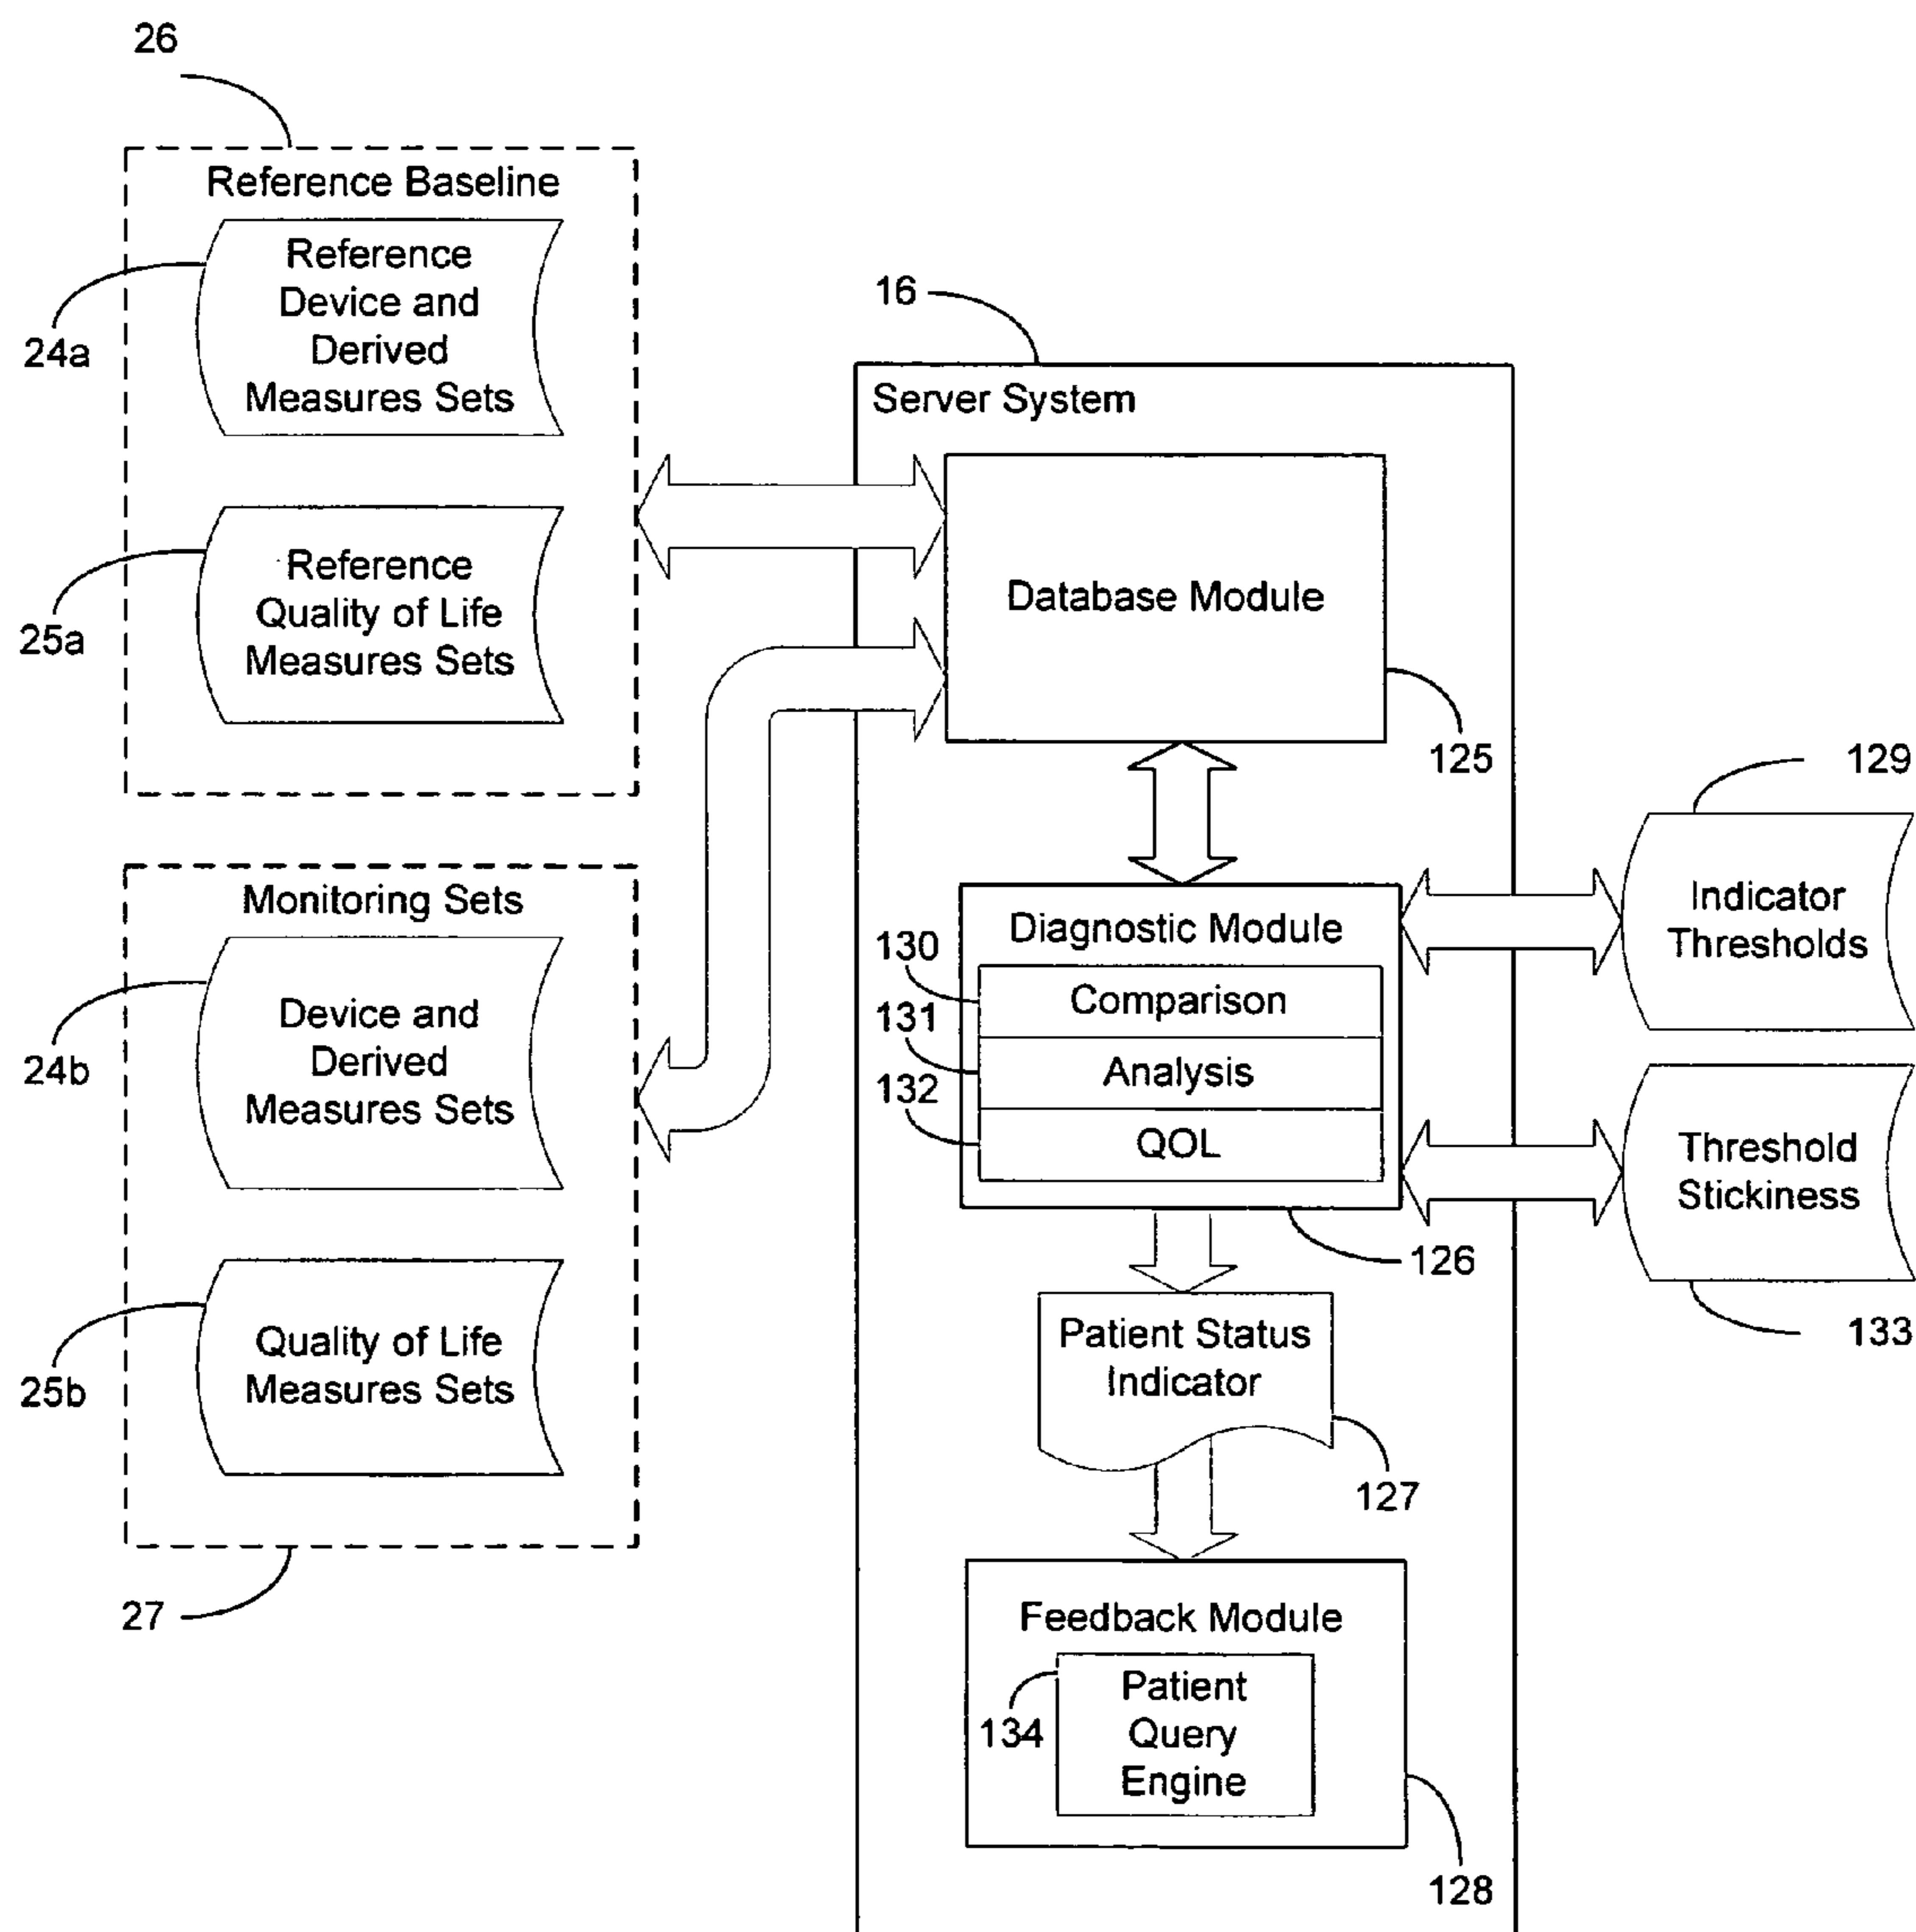 26
Reference Baseline
Reference
Device and
Derived
Measures Sets
24a
Reference
Quality of Life
Measures Sets
25a
Monitoring Sets
Device and
Derived
Measures Sets
24b
Quality of Life
Measures Sets
25b
27
16
Server System
Database Module
125
Diagnostic Module
130
Comparison
131
Analysis
132
QOL
126
129
Indicator
Thresholds
Threshold
Stickiness
133
Patient Status
Indicator
127
Feedback Module
Patient
Query
Engine
134
128